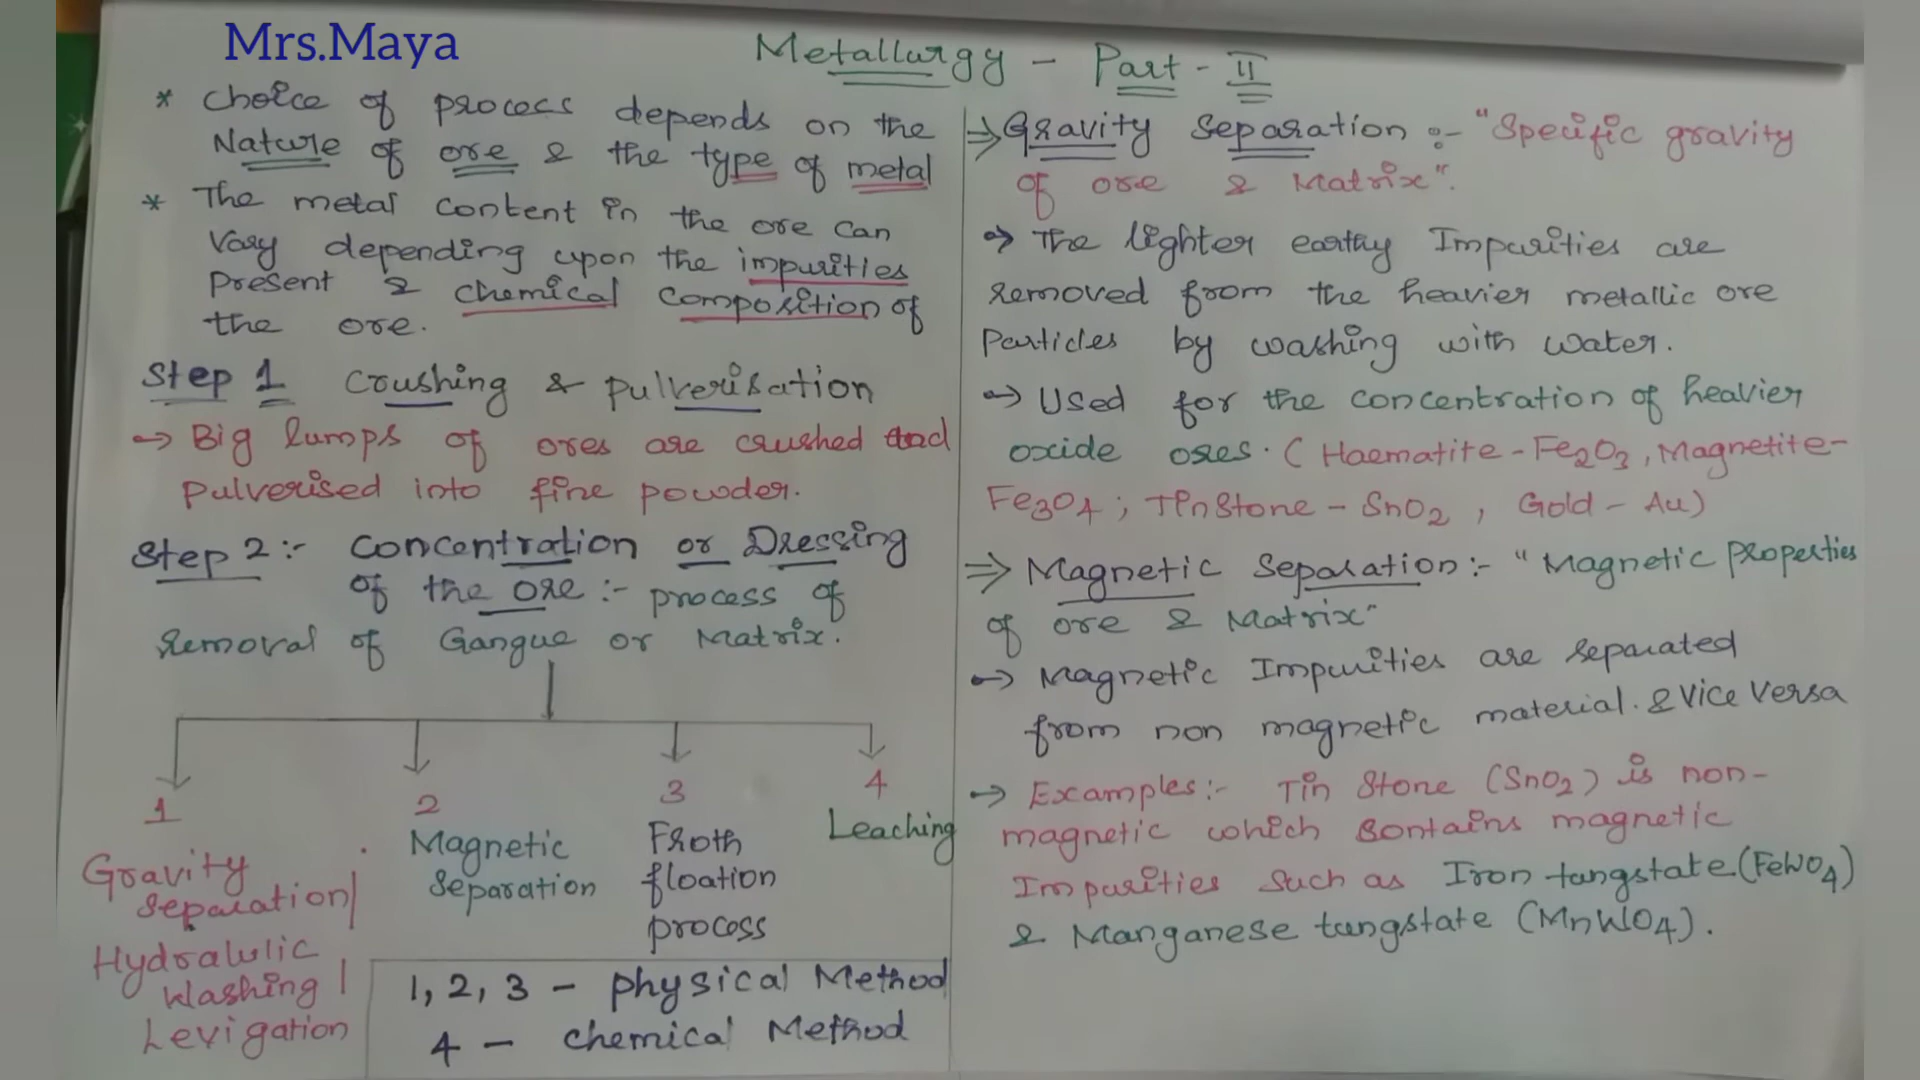 Mrs.Maya
Metallurgy - Part - II
* Choice of process depends on the
Nature of ore & the type of metal
* The metal content in the ore can
Vary depending upon the impurities
present & chemical composition of
the ore.
Step 1 Crushing & pulverisation
→ Big lumps of ores are crushed and
pulverised into fine powder.
Step 2:- Concentration or Dressing
of the ore :- process of
removal of Gangue or Matrix.
1
Gravity
separation/
Hydralulic
Washing /
Levigation
2
Magnetic
Separation
3
Froth
floation
process
4
Leaching
1, 2, 3 - physical Method
4 - chemical Method
⇒ Gravity Separation :- "Specific gravity
of ore & Matrix".
→ The lighter earthy Impurities are
removed from the heavier metallic ore
Particles by washing with water.
→ Used for the concentration of heavier
oxide ores. (Haematite - Fe2O3, Magnetite-
Fe3O4; TinStone - SnO2, Gold - Au)
⇒ Magnetic Separation :- "Magnetic properties
of ore & Matrix"
→ Magnetic Impurities are separated
from non magnetic material. & vice versa
→ Examples:- Tin Stone (SnO2) is non-
magnetic which contains magnetic
Impurities such as Iron tungstate (FeWO4)
& Manganese tungstate (MnWO4).